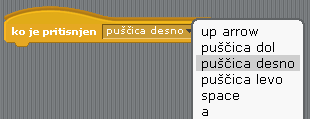 ko je pritisnjen puščica desno
up arrow
puščica dol
puščica desno
puščica levo
space
a